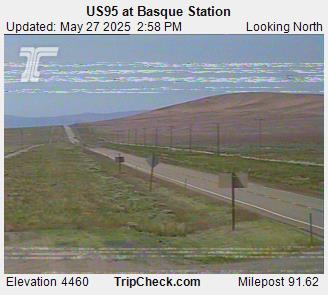 US95 at Basque Station
Updated: May 27 2025 2:58 PM Looking North
Elevation 4460 TripCheck.com Milepost 91.62